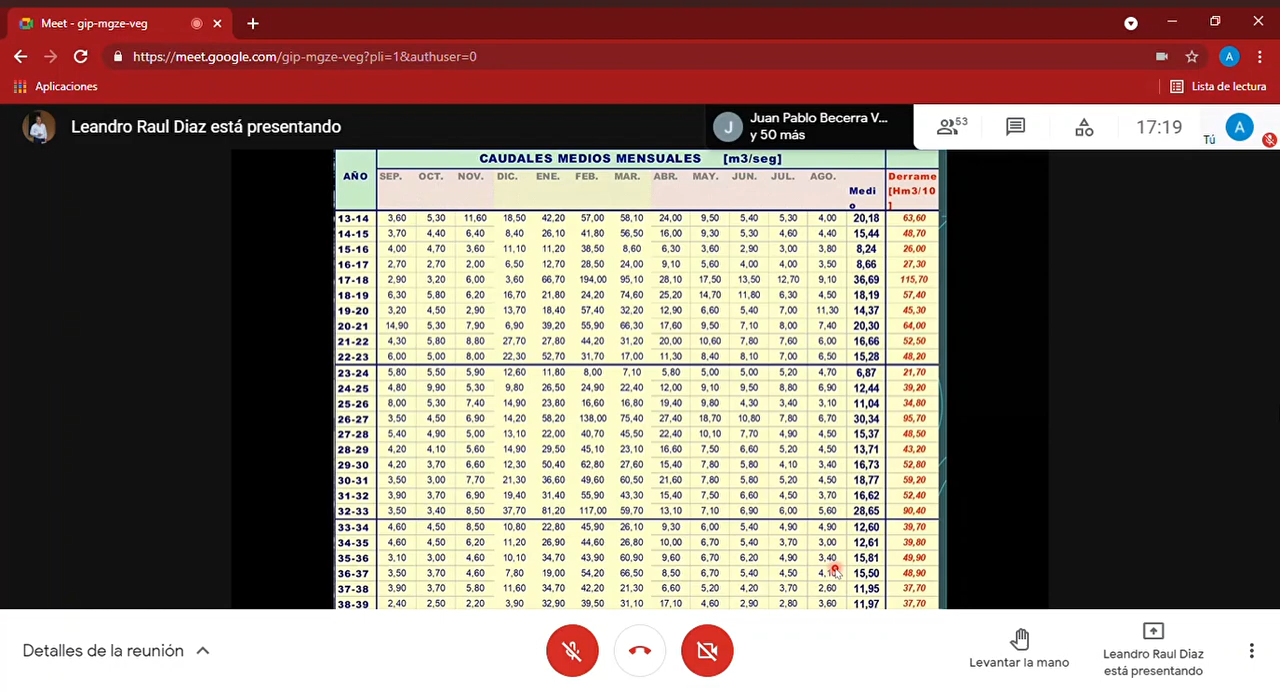 Meet - gip-mgze-veg
https://meet.google.com/gip-mgze-veg?pli=1&authuser=0
A
Aplicaciones
Lista de lectura
Leandro Raul Diaz está presentando
J
Juan Pablo Becerra V...
y 50 más
53
17:19
Tú
A
CAUDALES MEDIOS MENSUALES [m3/seg]
AÑO SEP. OCT. NOV. DIC. ENE. FEB. MAR. ABR. MAY. JUN. JUL. AGO. Medi o Derrame [Hm3/10 ]
13-14 3,60 5,30 11,60 18,50 42,20 57,00 58,10 24,00 9,50 5,40 5,30 4,00 20,18 63,60
14-15 3,70 4,40 6,40 8,40 26,10 41,80 56,50 16,00 9,30 5,30 4,60 4,40 15,44 48,70
15-16 4,00 4,70 3,60 11,10 11,20 38,50 8,60 6,30 3,60 2,90 3,00 3,80 8,24 26,00
16-17 2,70 2,70 2,00 6,50 12,70 28,50 24,00 9,10 5,60 4,00 4,00 3,50 8,66 27,30
17-18 2,90 3,20 6,00 3,60 66,70 194,00 95,10 28,10 17,50 13,50 12,70 9,10 36,69 115,70
18-19 6,30 5,80 6,20 16,70 21,80 24,20 74,60 25,20 14,70 11,80 6,30 4,50 18,19 57,40
19-20 3,20 4,50 2,90 13,70 18,40 57,40 32,20 12,90 6,60 5,40 7,00 11,30 14,37 45,30
20-21 14,90 5,30 7,90 6,90 39,20 55,90 66,30 17,60 9,50 7,10 8,00 7,40 20,30 64,00
21-22 4,30 5,80 8,80 27,70 27,80 44,20 31,20 20,00 10,60 7,80 7,60 6,00 16,66 52,50
22-23 6,00 5,00 8,00 22,30 52,70 31,70 17,00 11,30 8,40 8,10 7,00 6,50 15,28 48,20
23-24 5,80 5,50 5,90 12,60 11,80 8,00 7,10 5,80 5,00 5,00 5,20 4,70 6,87 21,70
24-25 4,80 9,90 5,30 9,80 26,50 24,90 22,40 12,00 9,10 9,50 8,80 6,90 12,44 39,20
25-26 8,00 5,30 7,40 14,90 23,80 16,60 16,80 19,40 9,80 4,30 3,40 3,10 11,04 34,80
26-27 3,50 4,50 6,90 14,20 58,20 138,00 75,40 27,40 18,70 10,80 7,80 6,70 30,34 95,70
27-28 5,40 4,90 5,00 13,10 22,00 40,70 45,50 22,40 10,10 7,70 4,90 4,50 15,37 48,50
28-29 4,20 4,10 5,60 14,90 29,50 45,10 23,10 16,60 7,50 6,60 5,20 4,50 13,71 43,20
29-30 4,20 3,70 6,60 12,30 50,40 62,80 27,60 15,40 7,80 5,80 4,10 3,40 16,73 52,80
30-31 3,50 3,00 7,70 21,30 36,60 49,60 60,50 21,60 7,80 5,80 5,20 4,50 18,77 59,20
31-32 3,90 3,70 6,90 19,40 31,40 55,90 43,30 15,40 7,50 6,60 4,50 3,70 16,62 52,40
32-33 3,50 3,40 8,50 37,70 81,20 117,00 59,70 13,10 7,10 6,90 6,00 5,60 28,65 90,40
33-34 4,60 4,50 8,50 10,80 22,80 45,90 26,10 9,30 6,00 5,40 4,90 4,90 12,60 39,70
34-35 4,60 4,50 6,20 11,20 26,90 44,60 26,80 10,00 6,70 5,40 3,70 3,00 12,61 39,80
35-36 3,10 3,00 4,60 10,10 34,70 43,90 60,90 9,60 6,70 6,20 4,90 3,40 15,81 49,90
36-37 3,50 3,70 4,60 7,80 19,00 54,20 66,50 8,50 6,70 5,40 4,50 15,50 48,90
37-38 3,90 3,70 5,80 11,60 34,70 42,20 21,30 6,60 5,20 4,20 3,70 2,60 11,95 37,70
38-39 2,40 2,50 2,20 3,90 32,90 39,50 31,10 17,10 4,60 2,90 2,80 3,60 11,97 37,70
Detalles de la reunión
Levantar la mano
Leandro Raul Diaz
está presentando